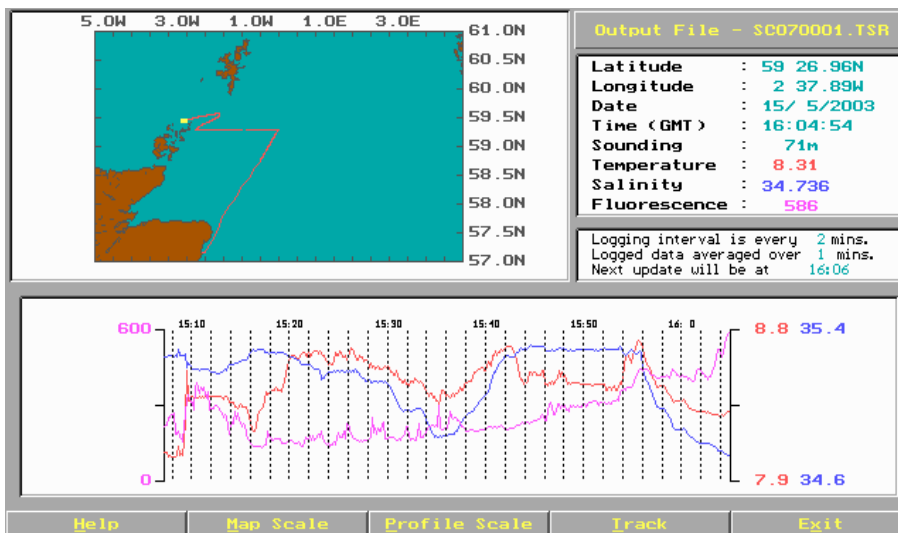 5.0W 3.0W 1.0W 1.0E 3.0E
61.0N
60.5N
60.0N
59.5N
59.0N
58.5N
58.0N
57.5N
57.0N
Output File - SC070001.TSR
Latitude : 59 26.96N
Longitude : 2 37.89W
Date : 15/ 5/2003
Time (GMT) : 16:04:54
Sounding : 71m
Temperature : 8.31
Salinity : 34.736
Fluorescence : 586
Logging interval is every 2 mins.
Logged data averaged over 1 mins.
Next update will be at 16:06
600 15:10 15:20 15:30 15:40 15:50 16: 0 8.8 35.4
0 7.9 34.6
Help Map Scale Profile Scale Track Exit